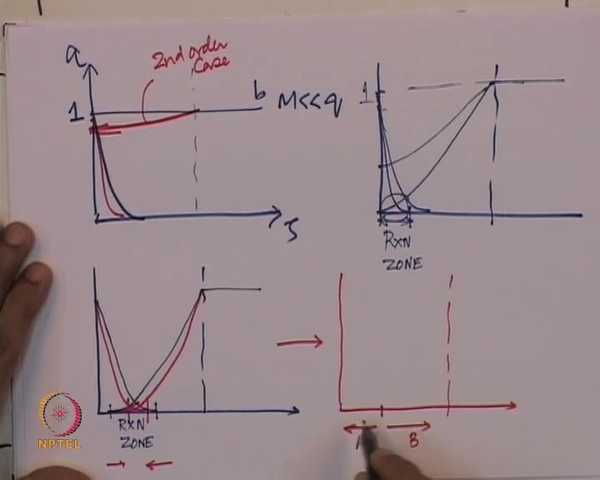 a
2nd order
case
1
b
M<<q
ζ
1
RXN
ZONE
RXN
ZONE
B
NPTEL